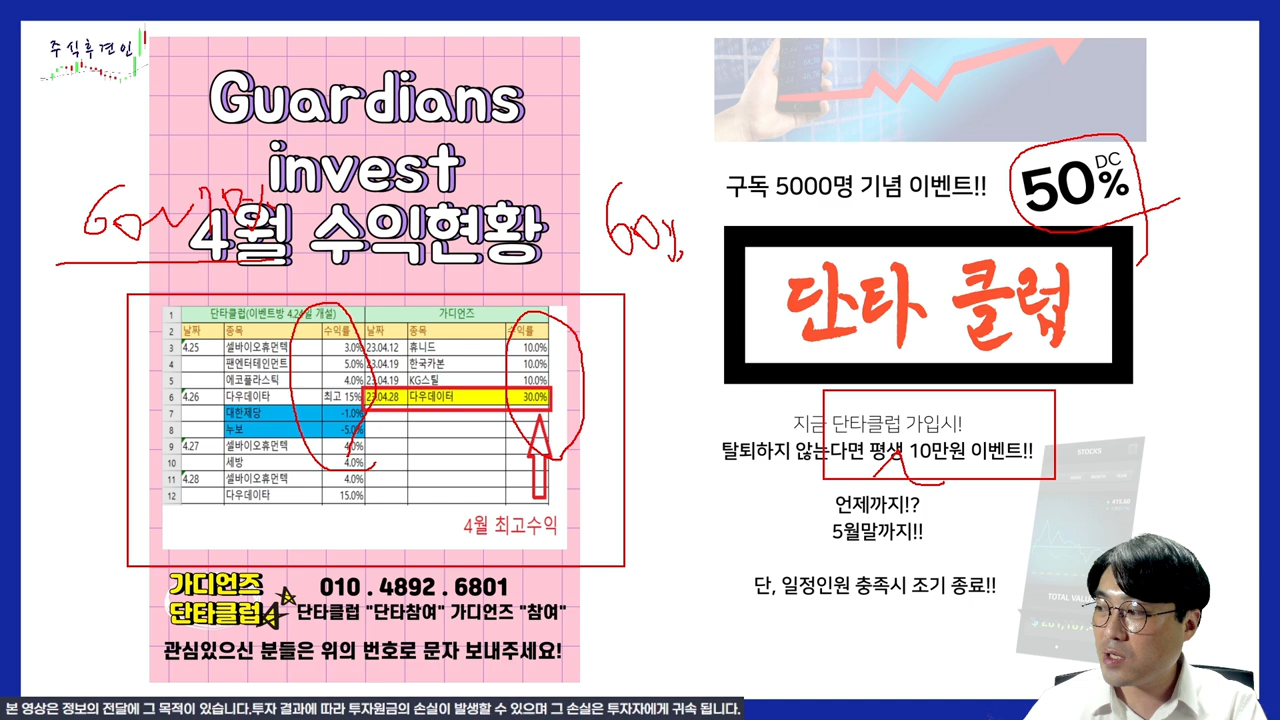 주식후견인
Guardians
invest
4월 수익현황
60~70명
60%
1 단타클럽(이벤트방 4.24일 개설) 가디언즈
2 날짜 종목 수익률 날짜 종목 수익률
3 4.25 셀바이오휴먼텍 3.0% 23.04.12 휴니드 10.0%
4 팬엔터테인먼트 5.0% 23.04.19 한국카본 10.0%
5 에코플라스틱 4.0% 23.04.19 KG스틸 10.0%
6 4.26 다우데이타 최고 15% 23.04.28 다우데이터 30.0%
7 대한제당 -1.0%
8 누보 -5.0%
9 4.27 셀바이오휴먼텍 4.0%
10 세방 4.0%
11 4.28 셀바이오휴먼텍 4.0%
12 다우데이타 15.0%
4월 최고수익
가디언즈
단타클럽
010 . 4892 . 6801
단타클럽 "단타참여" 가디언즈 "참여"
관심있으신 분들은 위의 번호로 문자 보내주세요!
구독 5000명 기념 이벤트!! 50% DC
단타 클럽
지금 단타클럽 가입시!
탈퇴하지 않는다면 평생 10만원 이벤트!!
언제까지!?
5월말까지!!
단, 일정인원 충족시 조기 종료!!
STOCKS
TOTAL VALUE
본 영상은 정보의 전달에 그 목적이 있습니다.투자 결과에 따라 투자원금의 손실이 발생할 수 있으며 그 손실은 투자자에게 귀속 됩니다.